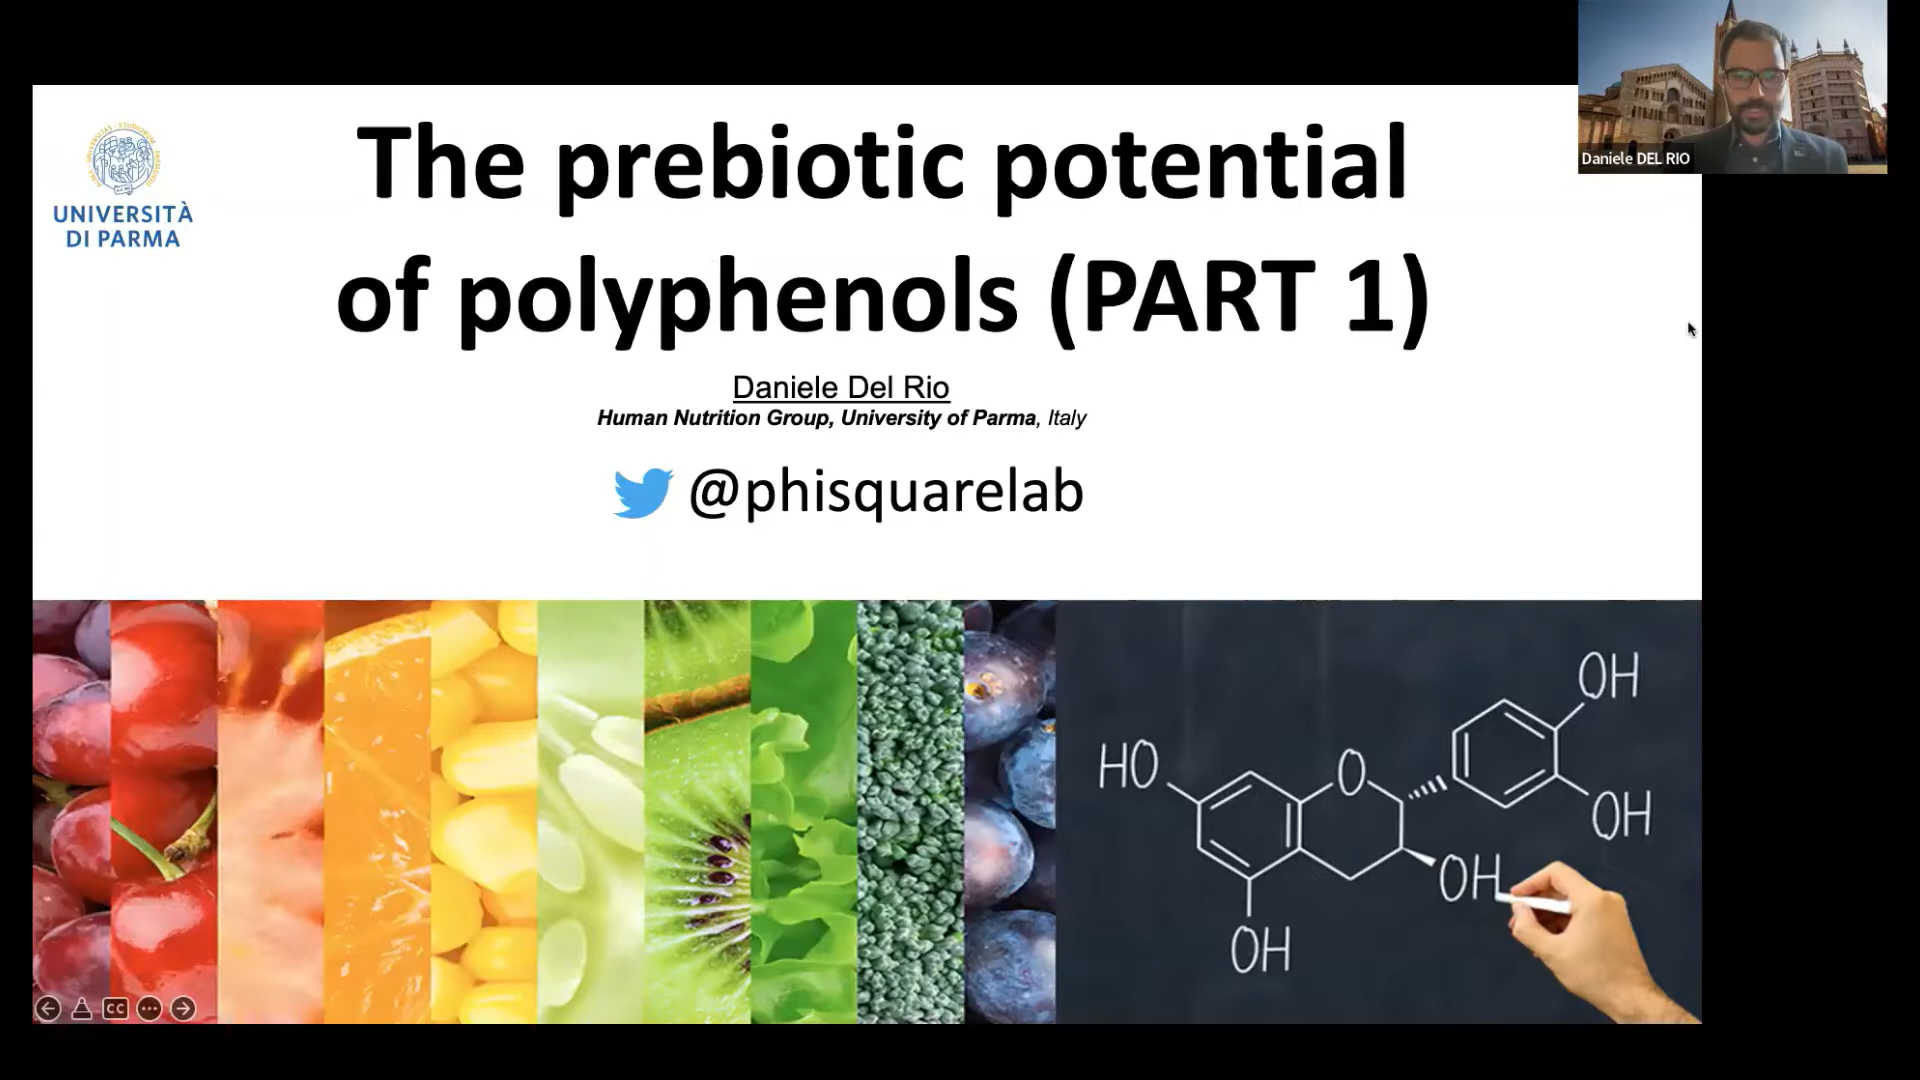 The prebiotic potential
of polyphenols (PART 1)
UNIVERSITÀ
DI PARMA
Daniele DEL RIO
Daniele Del Rio
Human Nutrition Group, University of Parma, Italy
@phisquarelab
OH
HO
O
OH
OH
OH
CC